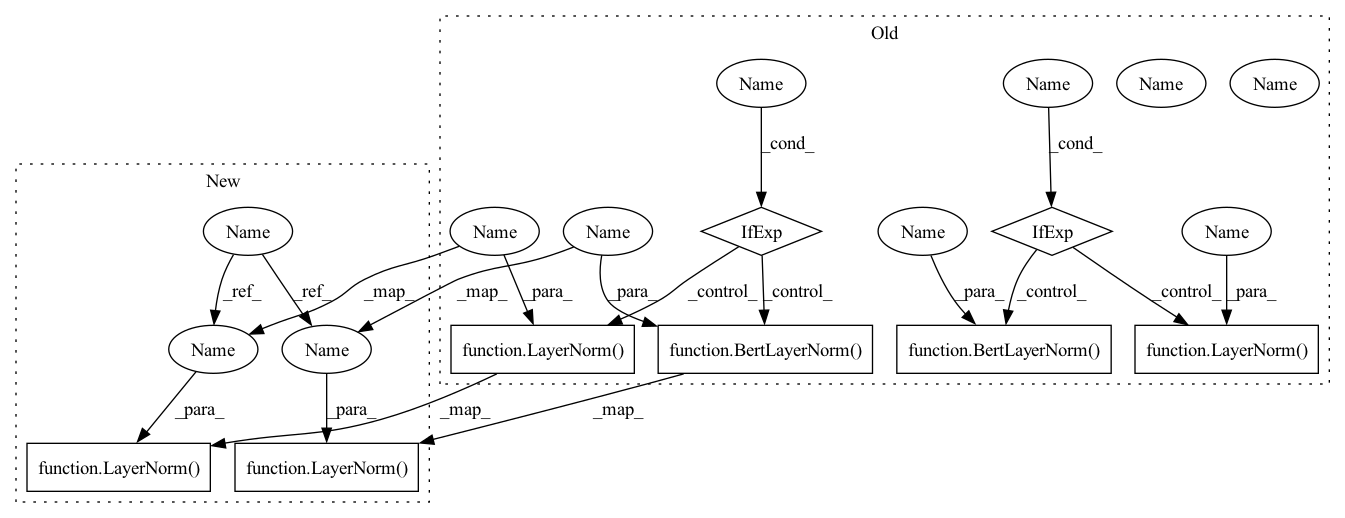 Old
Name
Name
Name
Name
_cond_
_cond_
New
Name
Name
Name
IfExp
Name
IfExp
Name
_ref_
_ref_
_map_
_map_
_para_
_para_
_control_
_control_
_para_
_control_
_control_
_para_
Name
Name
function.LayerNorm()
function.BertLayerNorm()
function.BertLayerNorm()
function.LayerNorm()
_para_
_para_
_map_
_map_
function.LayerNorm()
function.LayerNorm()